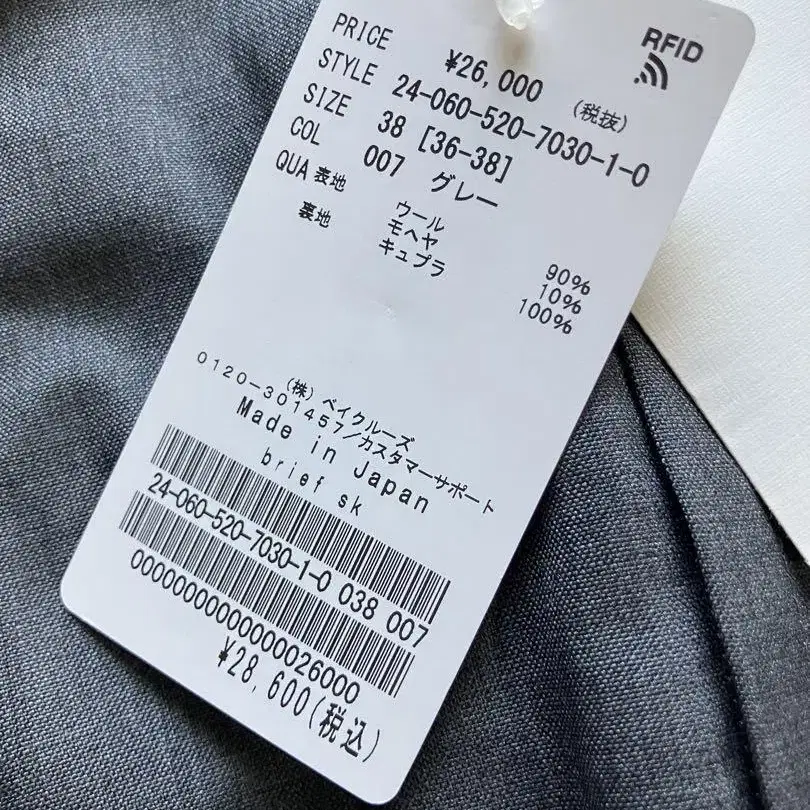 RFID
PRICE ¥26,000 (税抜)
STYLE 24-060-520-7030-1-0
SIZE 38 [36-38]
COL 007 グレー
QUA 表地 ウール 90%
モヘヤ 10%
裏地 キュプラ 100%
(株) ベイクルーズ
0120-301457/カスタマーサポート
Made in Japan
brief sk
24-060-520-7030-1-0 038 007
0000000000000026000
¥28,600(税込)